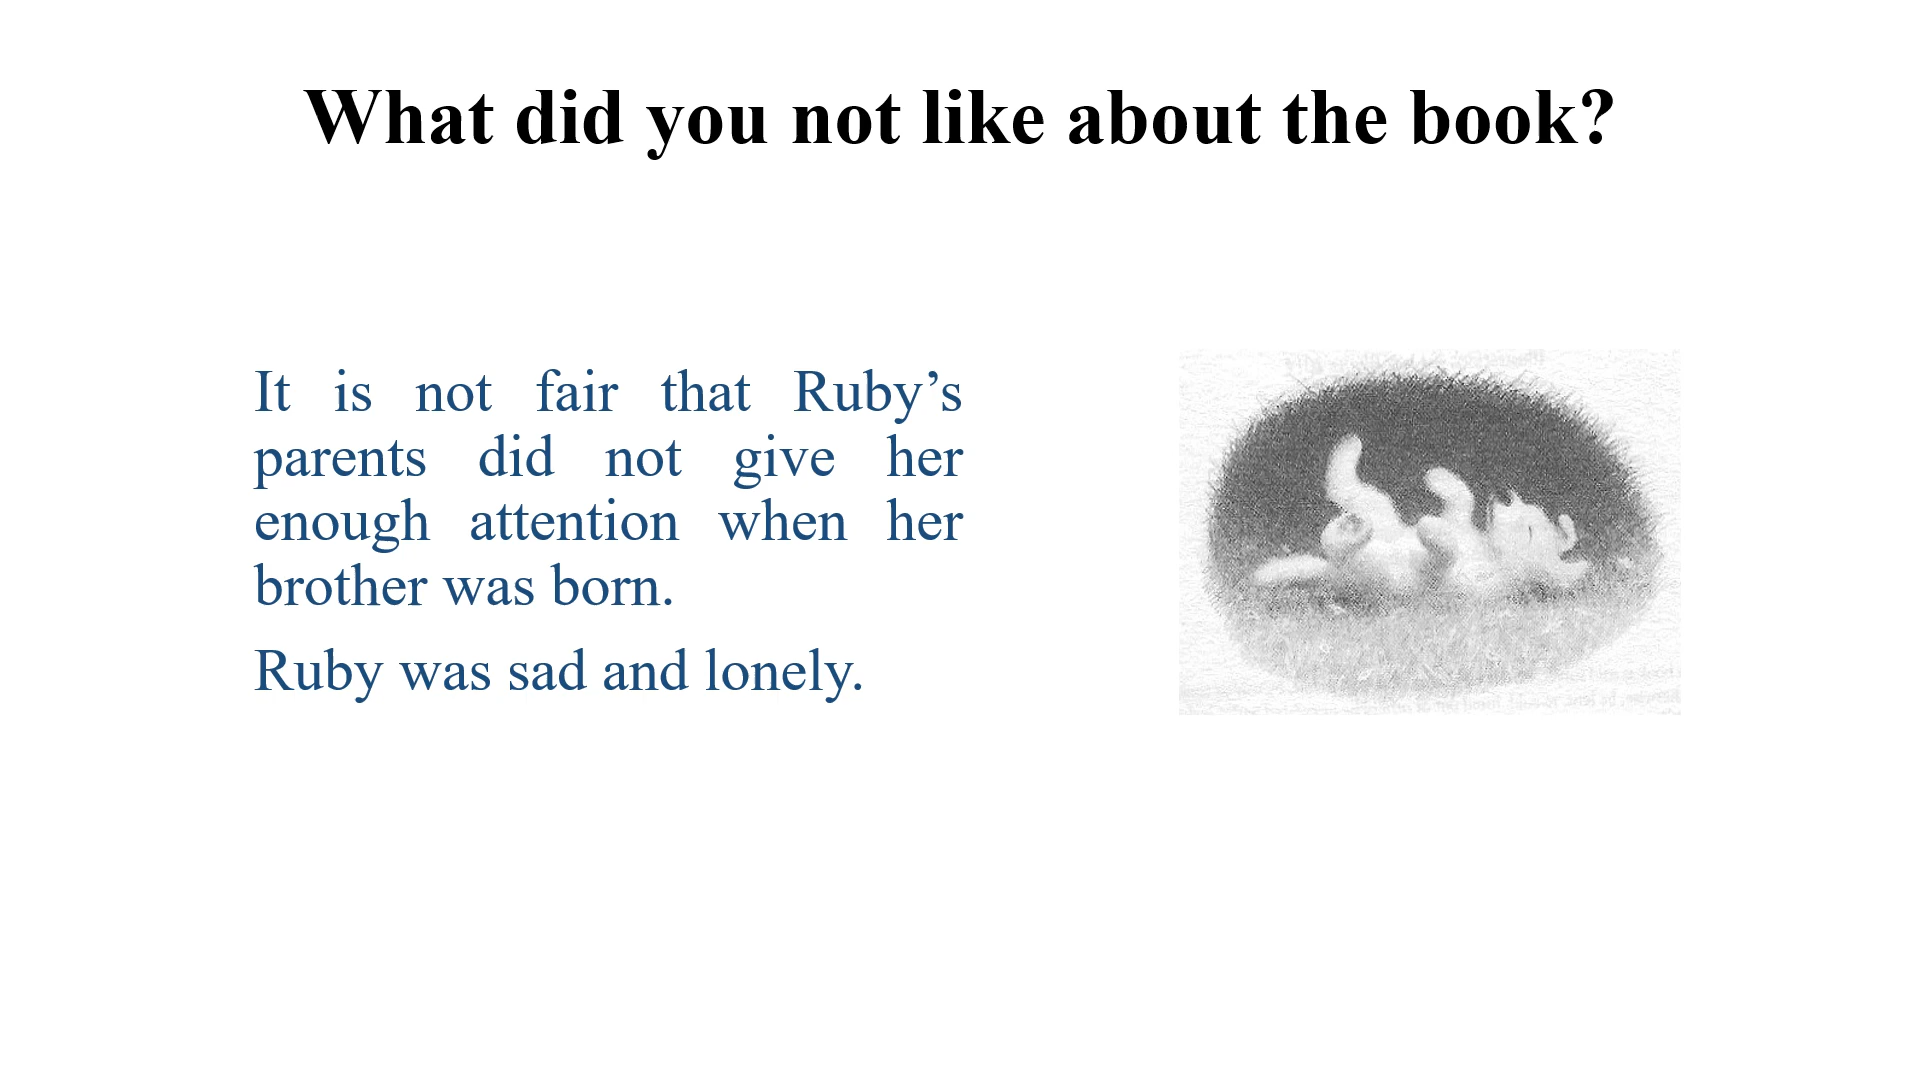 What did you not like about the book?
It is not fair that Ruby’s
parents did not give her
enough attention when her
brother was born.
Ruby was sad and lonely.